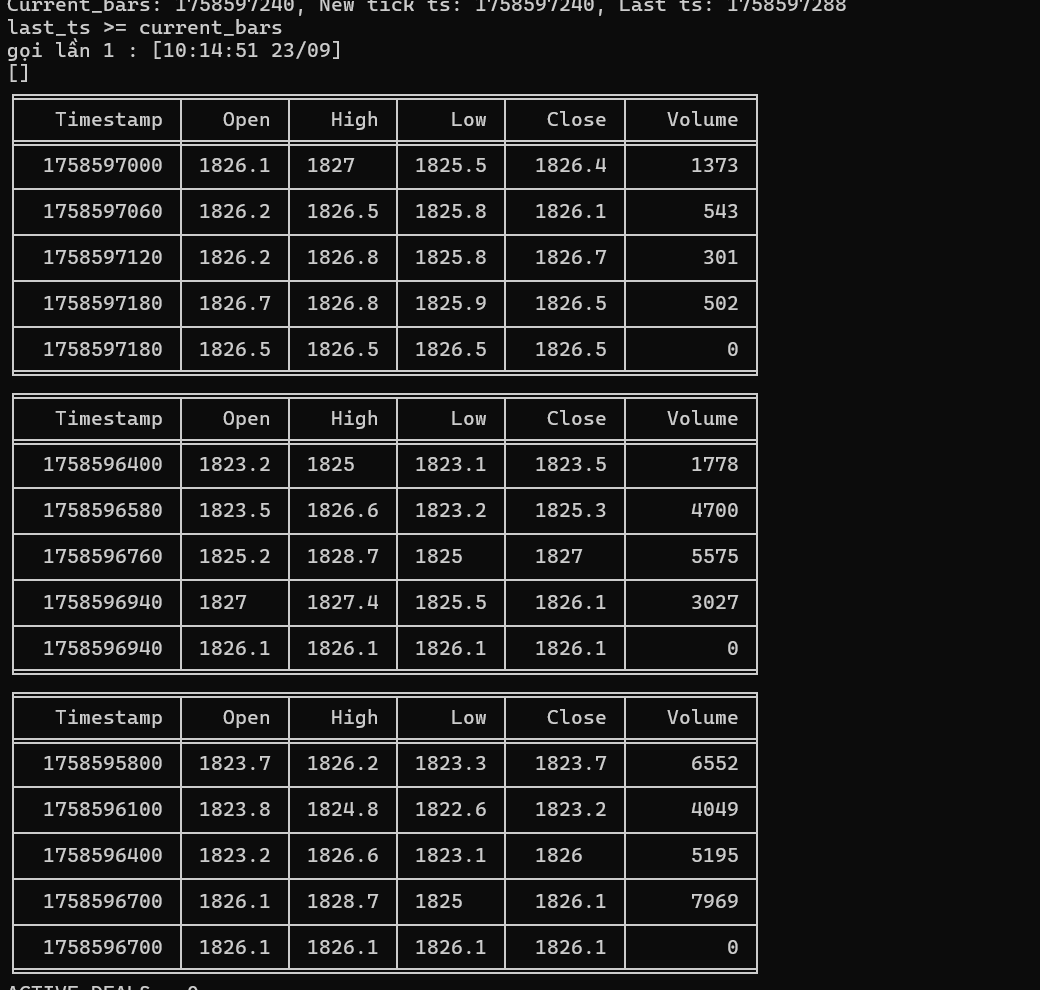 Current_bars: 1758597240, New tick ts: 1758597240, Last ts: 1758597288
last_ts >= current_bars
gọi lần 1 : [10:14:51 23/09]
[]
Timestamp Open High Low Close Volume
1758597000 1826.1 1827 1825.5 1826.4 1373
1758597060 1826.2 1826.5 1825.8 1826.1 543
1758597120 1826.2 1826.8 1825.8 1826.7 301
1758597180 1826.7 1826.8 1825.9 1826.5 502
1758597180 1826.5 1826.5 1826.5 1826.5 0
Timestamp Open High Low Close Volume
1758596400 1823.2 1825 1823.1 1823.5 1778
1758596580 1823.5 1826.6 1823.2 1825.3 4700
1758596760 1825.2 1828.7 1825 1827 5575
1758596940 1827 1827.4 1825.5 1826.1 3027
1758596940 1826.1 1826.1 1826.1 1826.1 0
Timestamp Open High Low Close Volume
1758595800 1823.7 1826.2 1823.3 1823.7 6552
1758596100 1823.8 1824.8 1822.6 1823.2 4049
1758596400 1823.2 1826.6 1823.1 1826 5195
1758596700 1826.1 1828.7 1825 1826.1 7969
1758596700 1826.1 1826.1 1826.1 1826.1 0